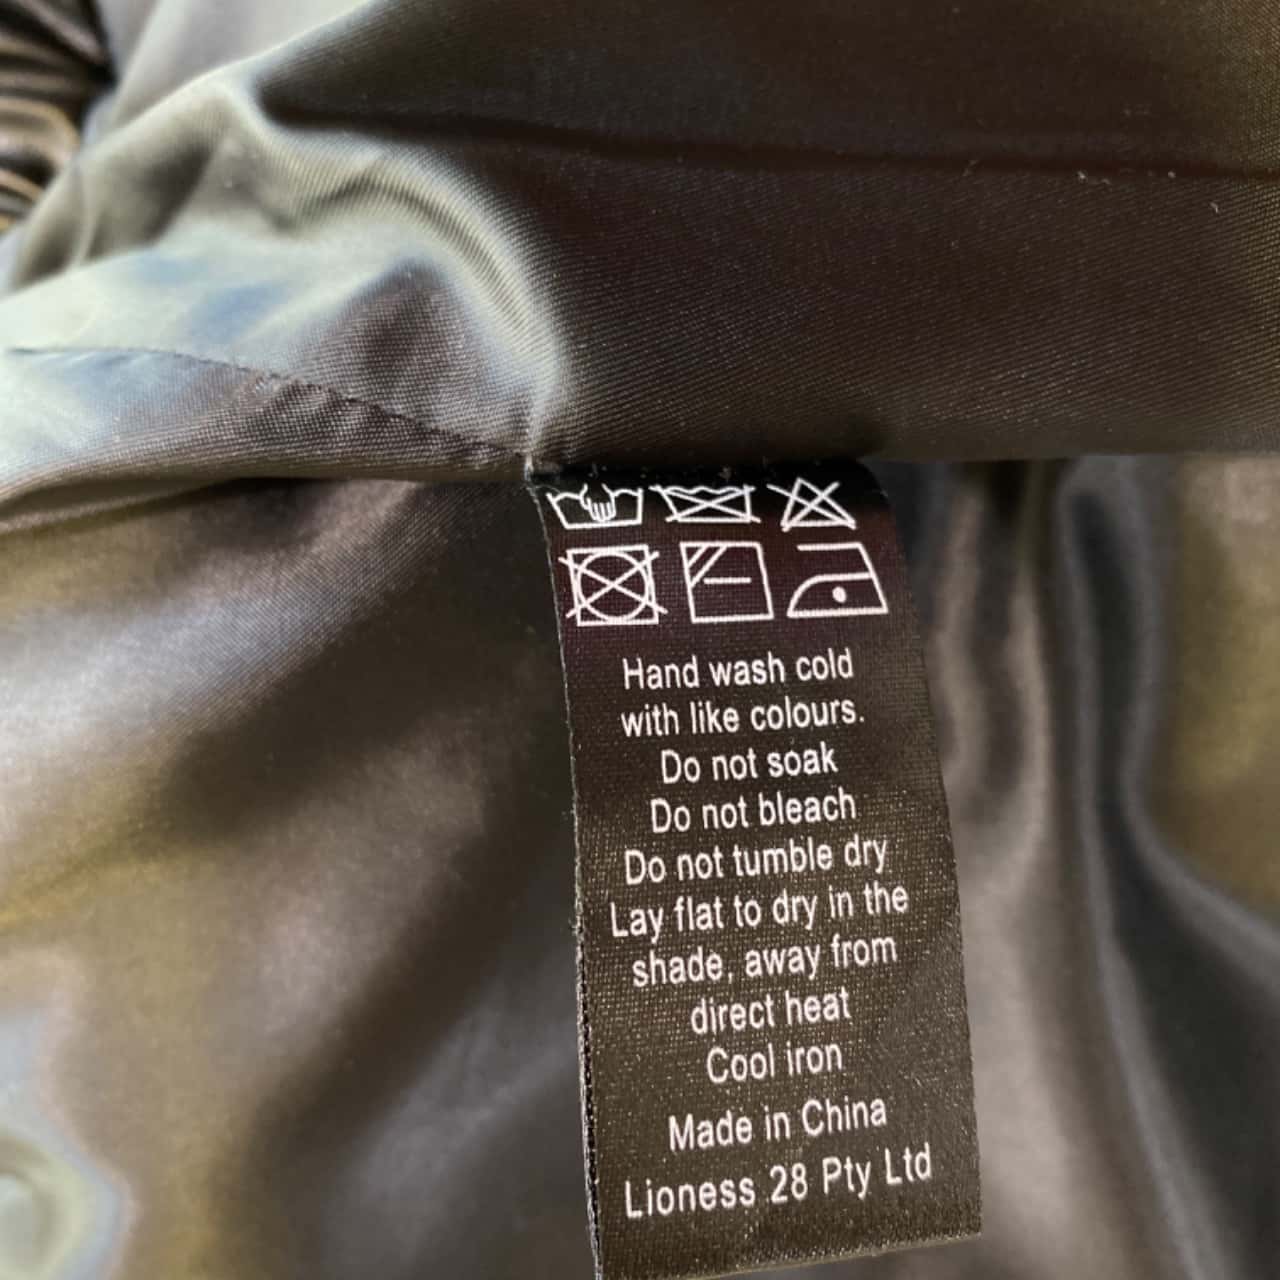 Hand wash cold
with like colours.
Do not soak
Do not bleach
Do not tumble dry
Lay flat to dry in the
shade, away from
direct heat
Cool iron
Made in China
Lioness 28 Pty Ltd